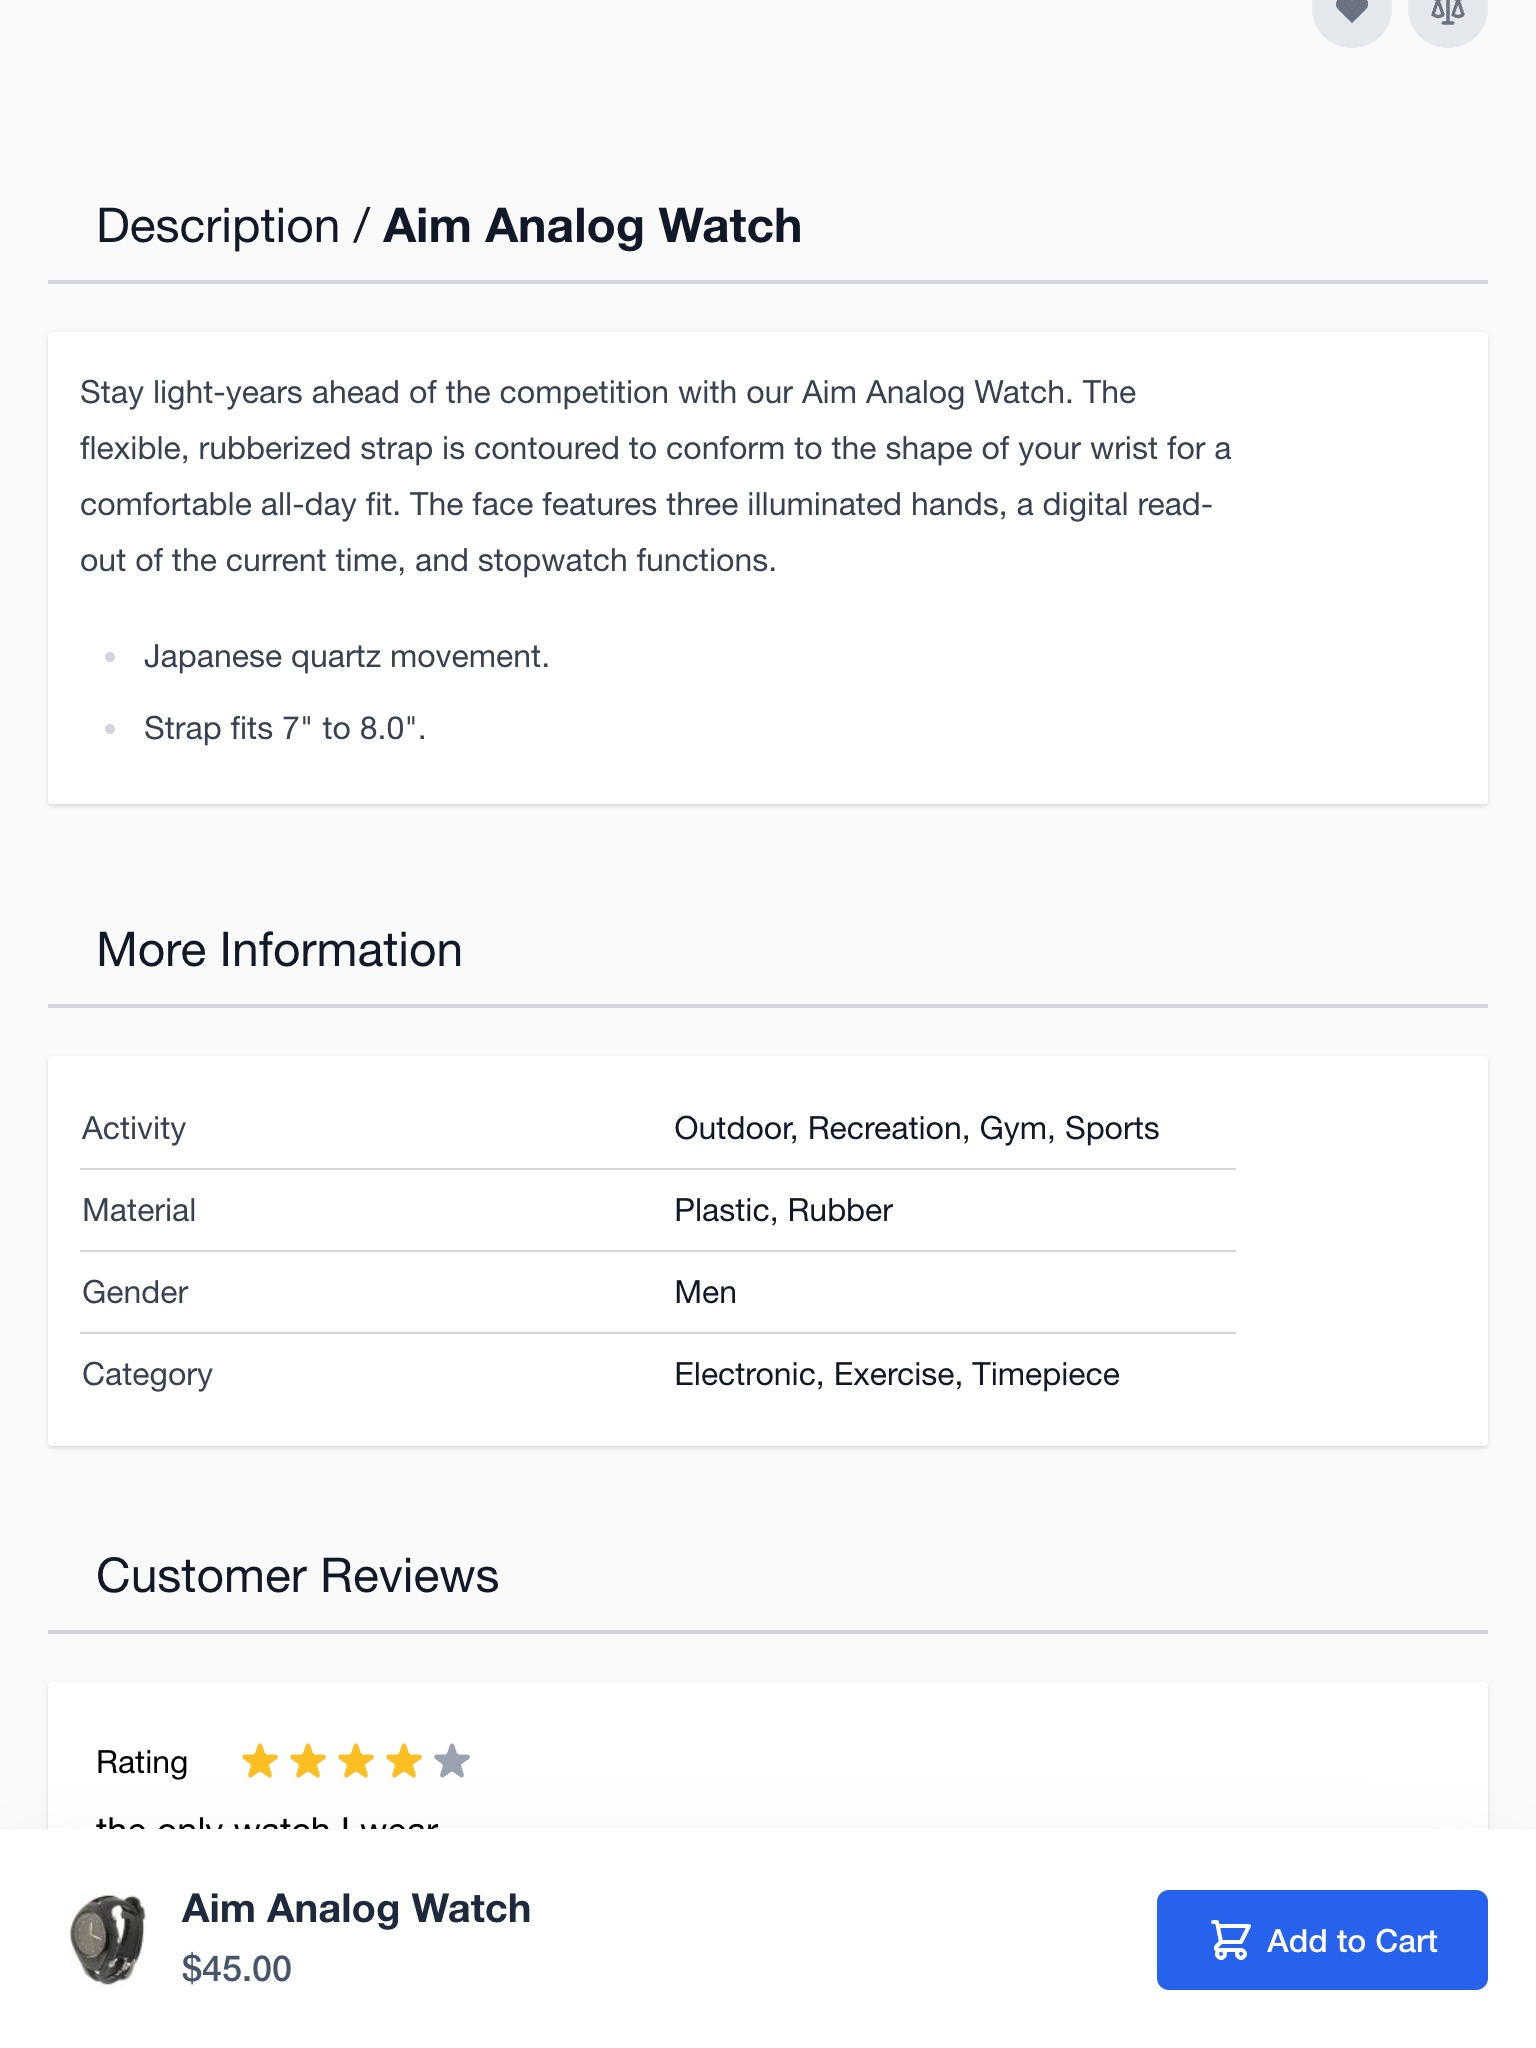 Description / Aim Analog Watch
Stay light-years ahead of the competition with our Aim Analog Watch. The
flexible, rubberized strap is contoured to conform to the shape of your wrist for a
comfortable all-day fit. The face features three illuminated hands, a digital read-
out of the current time, and stopwatch functions.
Japanese quartz movement.
Strap fits 7" to 8.0".
More Information
Activity Outdoor, Recreation, Gym, Sports
Material Plastic, Rubber
Gender Men
Category Electronic, Exercise, Timepiece
Customer Reviews
Rating
the only watch I wear
Aim Analog Watch
$45.00
Add to Cart